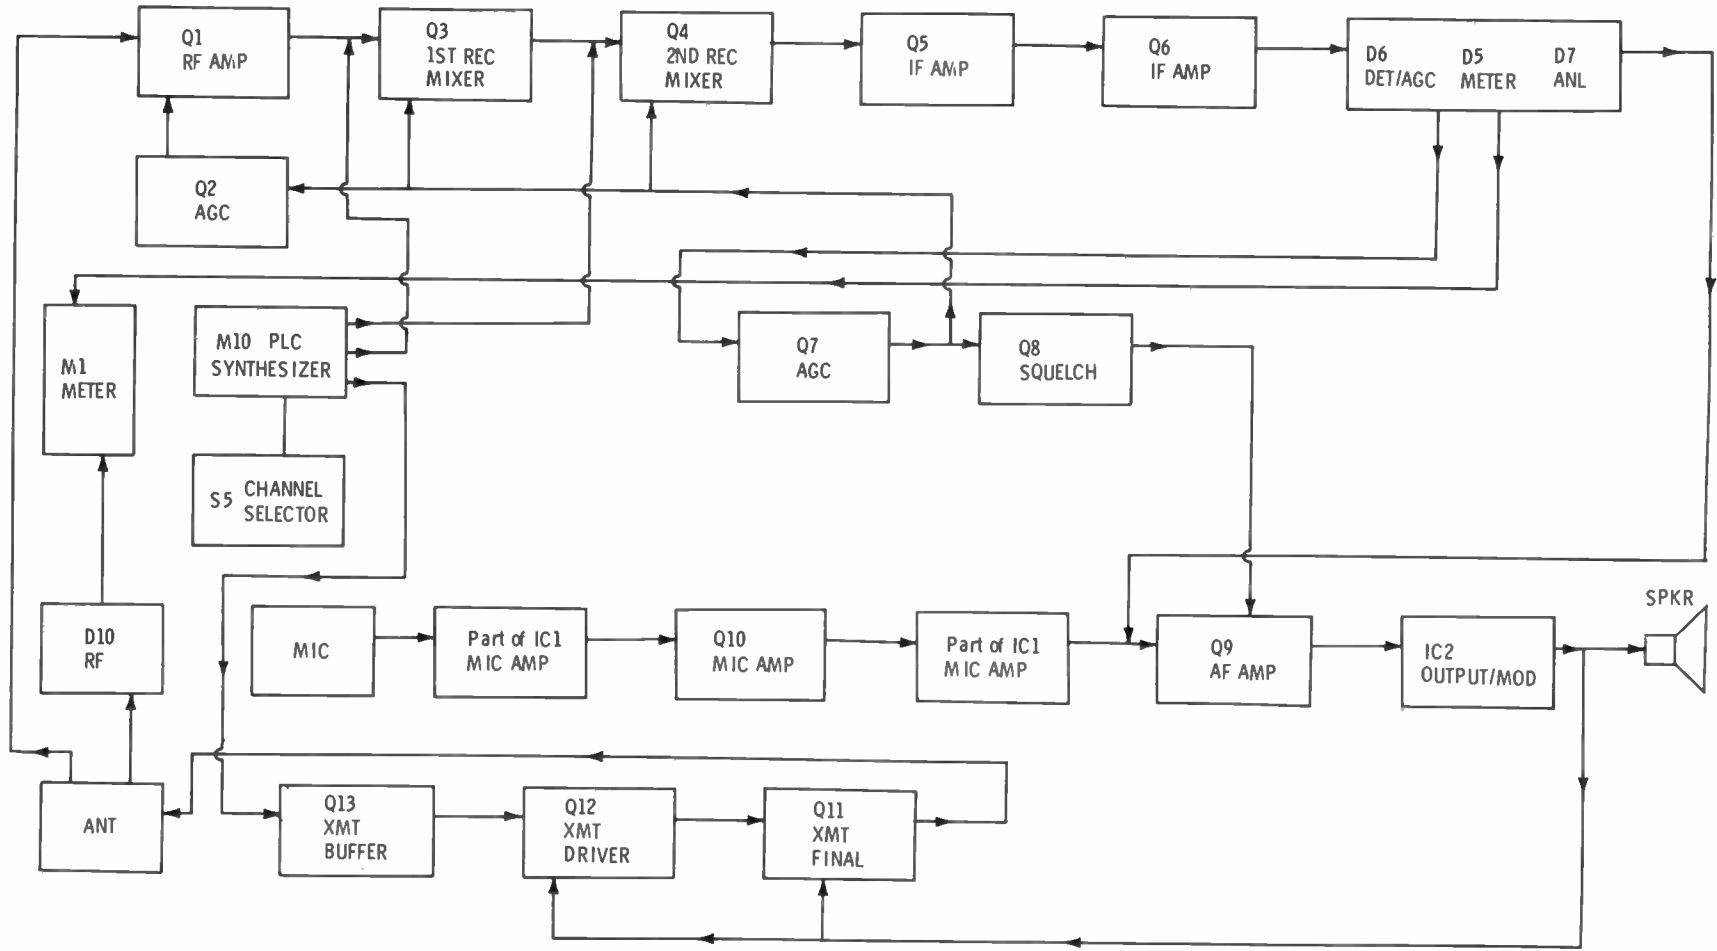 Q1
RF AMP
Q3
1ST REC
MIXER
Q4
2ND REC
MIXER
Q5
IF AMP
Q6
IF AMP
D6
DET/AGC
D5
METER
D7
ANL
Q2
AGC
M1
METER
M10 PLC
SYNTHESIZER
Q7
AGC
Q8
SQUELCH
S5 CHANNEL
SELECTOR
D10
RF
MIC
Part of IC1
MIC AMP
Q10
MIC AMP
Part of IC1
MIC AMP
Q9
AF AMP
IC2
OUTPUT/MOD
SPKR
ANT
Q13
XMT
BUFFER
Q12
XMT
DRIVER
Q11
XMT
FINAL